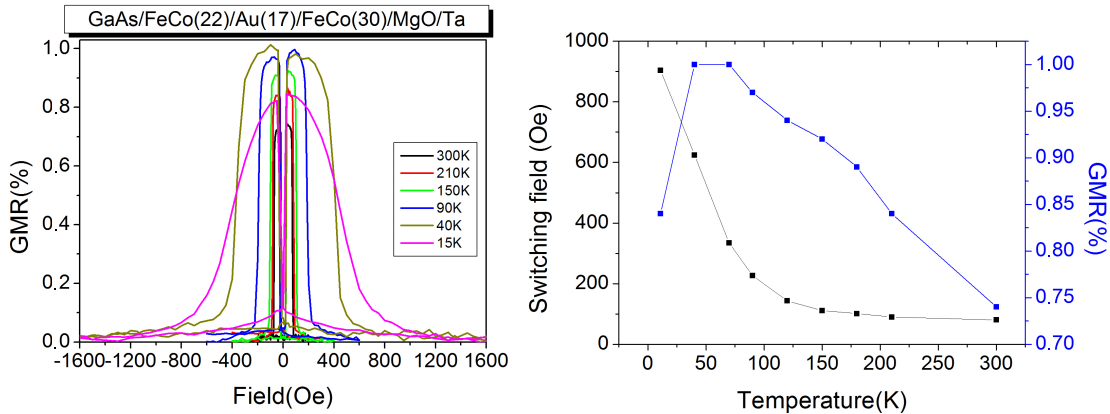 GaAs/FeCo(22)/Au(17)/FeCo(30)/MgO/Ta
1.0
0.8
0.6
0.4
0.2
0.0
GMR(%)
300K
210K
150K
90K
40K
15K
-1600 -1200 -800 -400 0 400 800 1200 1600
Field(Oe)
1000
800
600
400
200
0
Switching field (Oe)
0 50 100 150 200 250 300
Temperature(K)
1.00
0.95
0.90
0.85
0.80
0.75
0.70
GMR(%)